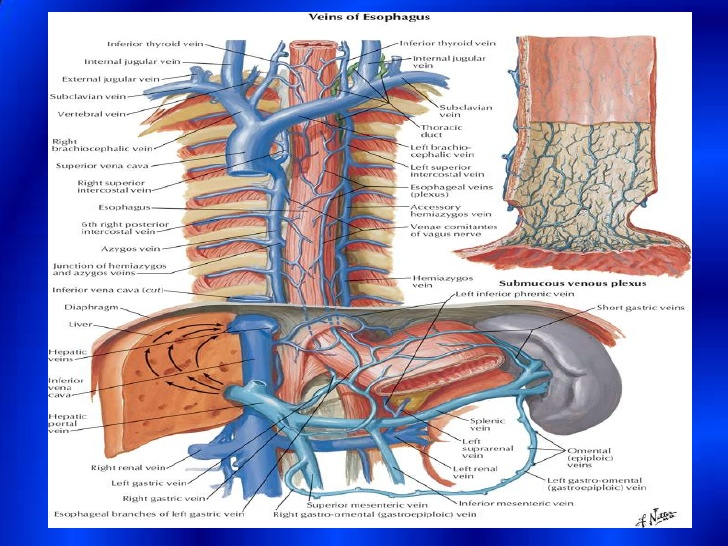 Veins of Esophagus
Inferior thyroid vein
Internal jugular vein
External jugular vein
Subclavian vein
Vertebral vein
Right
brachiocephalic vein
Superior vena cava
Right superior
intercostal vein
Esophagus
6th right posterior
intercostal vein
Azygos vein
Junction of hemiazygos
and azygos veins
Inferior vena cava (cut)
Diaphragm
Liver
Hepatic
veins
Inferior
vena
cava
Hepatic
portal
vein
Right renal vein
Left gastric vein
Right gastric vein
Esophageal branches of left gastric vein
Inferior thyroid vein
Internal jugular
vein
Subclavian
vein
Thoracic
duct
Left brachio-
cephalic vein
Left superior
intercostal vein
Esophageal veins
(plexus)
Accessory
hemiazygos vein
Venae comitantes
of vagus nerve
Hemiazygos
vein
Submucous venous plexus
Left inferior phrenic vein
Short gastric veins
Splenic
vein
Left
suprarenal
vein
Left renal
vein
Omental
(epiploic)
veins
Left gastro-omental
(gastroepiploic) vein
Inferior mesenteric vein
Superior mesenteric vein
Right gastro-omental (gastroepiploic) vein